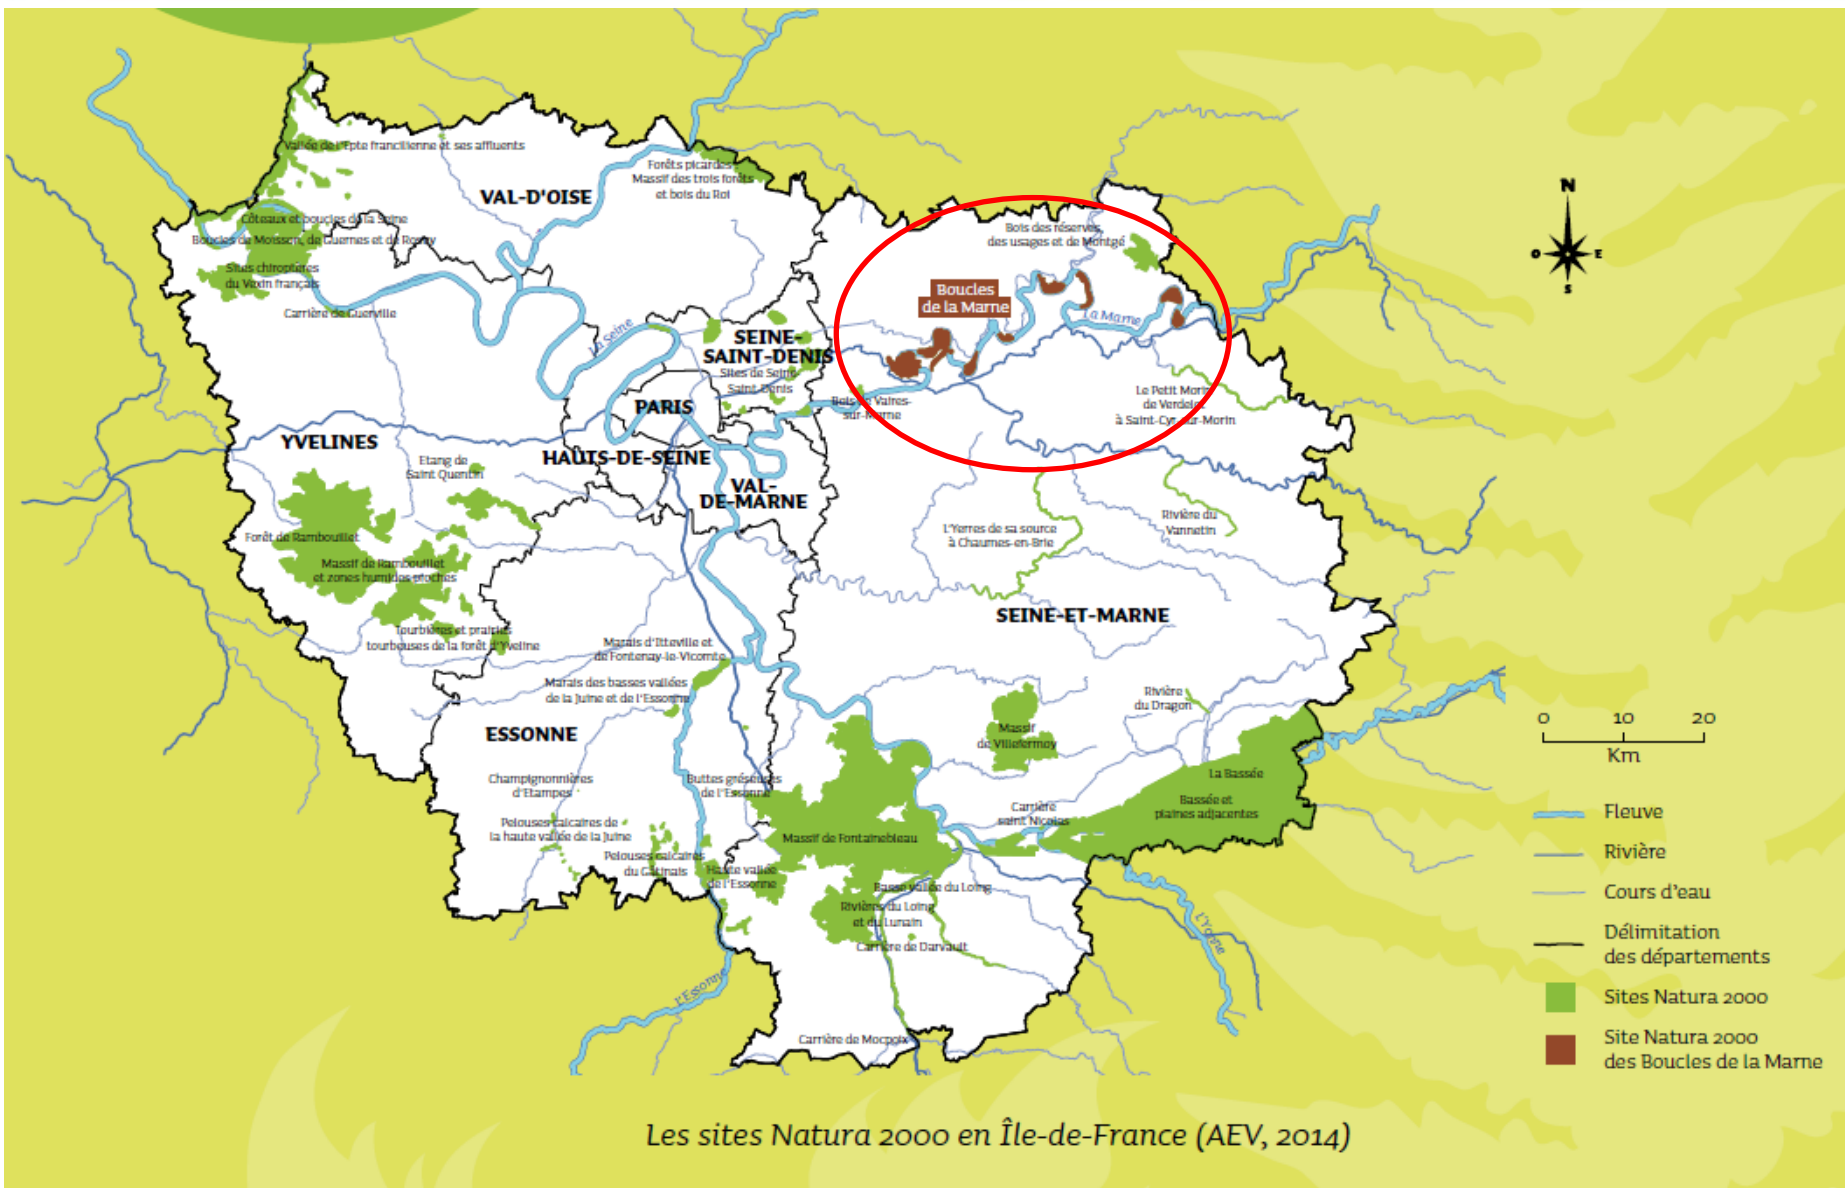 Vallée de l'Epte francilienne et ses affluents
VAL-D'OISE
Forêts picardes
Massif des trois forêts
et bois du Roi
Côteaux et boucles de la Seine
Boucles de Moisson, de Guernes et de Rosny
Sites chiroptères
du Vexin français
Carrière de Guerville
La Seine
SEINE-
SAINT-DENIS
Sites de Seine-
Saint-Denis
Bois des réserves,
des usages et de Montgé
Boucles
de la Marne
La Marne
Bois de Vaires-
sur-Marne
Le Petit Morin
de Verdelot
à Saint-Cyr-sur-Morin
PARIS
YVELINES
HAUTS-DE-SEINE
VAL-
DE-MARNE
Etang de
Saint Quentin
Forêt de Rambouillet
Massif de Rambouillet
et zones humides proches
Tourbières et prairies
tourbeuses de la forêt d'Yveline
L'Yerres de sa source
à Chaumes-en-Brie
Rivière du
Vannetin
SEINE-ET-MARNE
Marais d'Itteville et
de Fontenay-le-Vicomte
Marais des basses vallées
de la Juine et de l'Essonne
ESSONNE
Rivière
du Dragon
Massif
de Villefermoy
Champignonnières
d'Etampes
Buttes gréseuses
de l'Essonne
La Bassée
Bassée et
plaines adjacentes
Carrière
saint Nicolas
Pelouses calcaires de
la haute vallée de la Juine
Massif de Fontainebleau
Pelouses calcaires
du Gâtinais
Haute vallée
de l'Essonne
Basse vallée du Loing
Rivières du Loing
et du Lunain
Carrière de Darvault
L'Yonne
l'Essonne
Carrière de Mocpoix
N
O
E
S
0 10 20
Km
Fleuve
Rivière
Cours d'eau
Délimitation
des départements
Sites Natura 2000
Site Natura 2000
des Boucles de la Marne
Les sites Natura 2000 en Île-de-France (AEV, 2014)